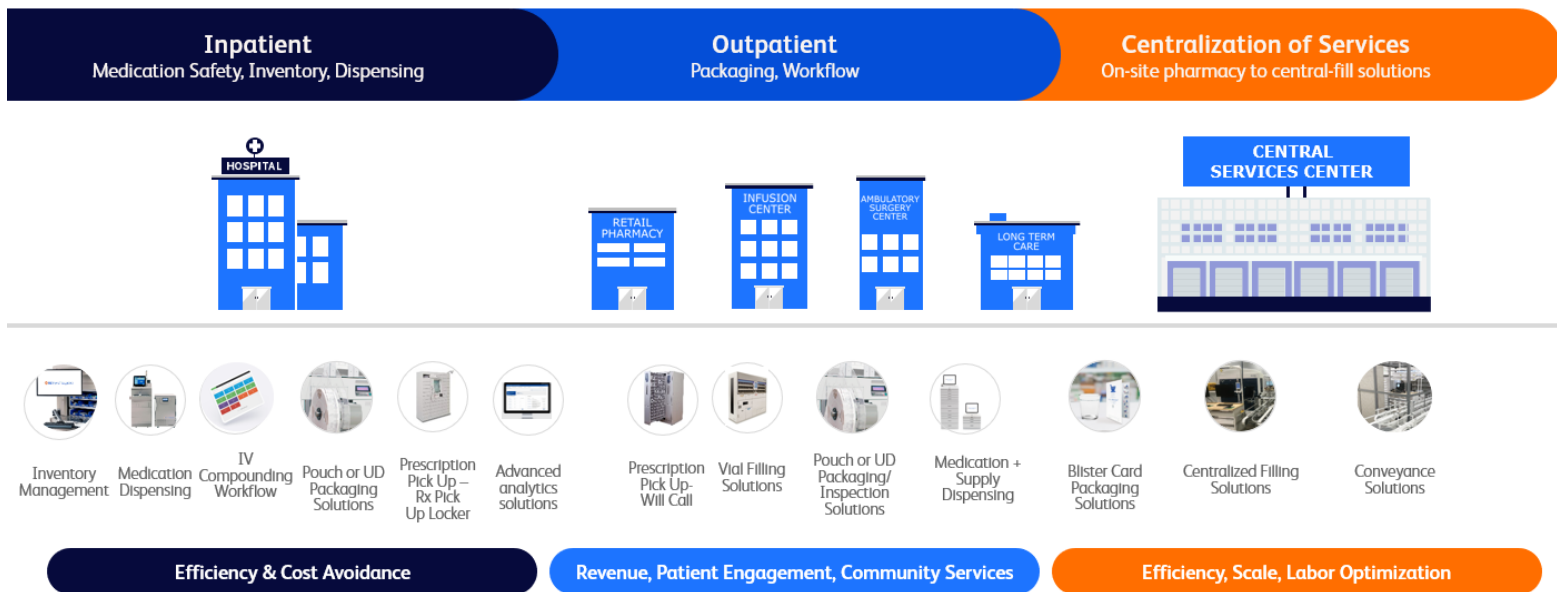 Inpatient
Medication Safety, Inventory, Dispensing
Outpatient
Packaging, Workflow
Centralization of Services
On-site pharmacy to central-fill solutions
HOSPITAL
RETAIL
PHARMACY
INFUSION
CENTER
AMBULATORY
SURGERY
CENTER
LONG TERM
CARE
CENTRAL
SERVICES CENTER
Inventory
Management
Medication
Dispensing
IV
Compounding
Workflow
Pouch or UD
Packaging
Solutions
Prescription
Pick Up –
Rx Pick
Up Locker
Advanced
analytics
solutions
Prescription
Pick Up-
Will Call
Vial Filling
Solutions
Pouch or UD
Packaging/
Inspection
Solutions
Medication +
Supply
Dispensing
Blister Card
Packaging
Solutions
Centralized Filling
Solutions
Conveyance
Solutions
Efficiency & Cost Avoidance
Revenue, Patient Engagement, Community Services
Efficiency, Scale, Labor Optimization